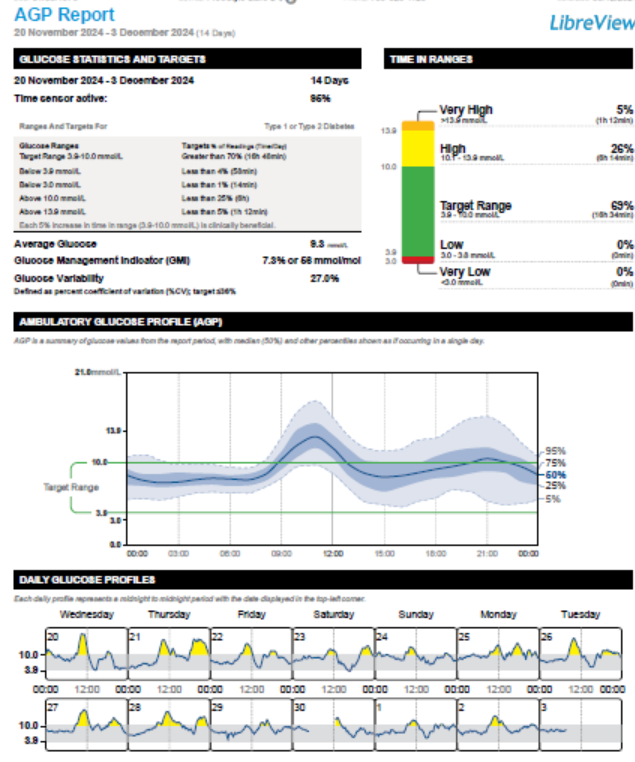 AGP Report
LibreView
20 November 2024 - 3 December 2024 (14 Days)
GLUCOSE STATISTICS AND TARGETS
20 November 2024 - 3 December 2024 14 Days
Time sensor active: 95%
Ranges And Targets For Type 1 or Type 2 Diabetes
Glucose Ranges Targets % of Readings (Time/Day)
Target Range 3.9-10.0 mmol/L Greater than 70% (16h 48min)
Below 3.9 mmol/L Less than 4% (58min)
Below 3.0 mmol/L Less than 1% (14min)
Above 10.0 mmol/L Less than 25% (6h)
Above 13.9 mmol/L Less than 5% (1h 12min)
Each 5% increase in time in range (3.9-10.0 mmol/L) is clinically beneficial.
Average Glucose 9.3 mmol/L
Glucose Management Indicator (GMI) 7.3% or 56 mmol/mol
Glucose Variability 27.0%
Defined as percent coefficient of variation (%CV); target ≤36%
TIME IN RANGES
13.9
10.0
3.9
3.0
Very High 5%
>13.9 mmol/L (1h 12min)
High 26%
10.1 - 13.9 mmol/L (6h 14min)
Target Range 69%
3.9 - 10.0 mmol/L (16h 34min)
Low 0%
3.0 - 3.8 mmol/L (0min)
Very Low 0%
<3.0 mmol/L (0min)
AMBULATORY GLUCOSE PROFILE (AGP)
AGP is a summary of glucose values from the report period, with median (50%) and other percentiles shown as if occurring in a single day.
21.0 mmol/L
13.9
10.0
Target Range
3.9
3.0
0.0
95%
75%
50%
25%
5%
00:00 03:00 06:00 09:00 12:00 15:00 18:00 21:00 00:00
DAILY GLUCOSE PROFILES
Each daily profile represents a midnight to midnight period with the date displayed in the top-left corner.
Wednesday Thursday Friday Saturday Sunday Monday Tuesday
20 21 22 23 24 25 26
10.0
3.9
00:00 12:00 00:00 12:00 00:00 12:00 00:00 12:00 00:00 12:00 00:00 12:00 00:00 12:00 00:00
27 28 29 30 1 2 3
10.0
3.9